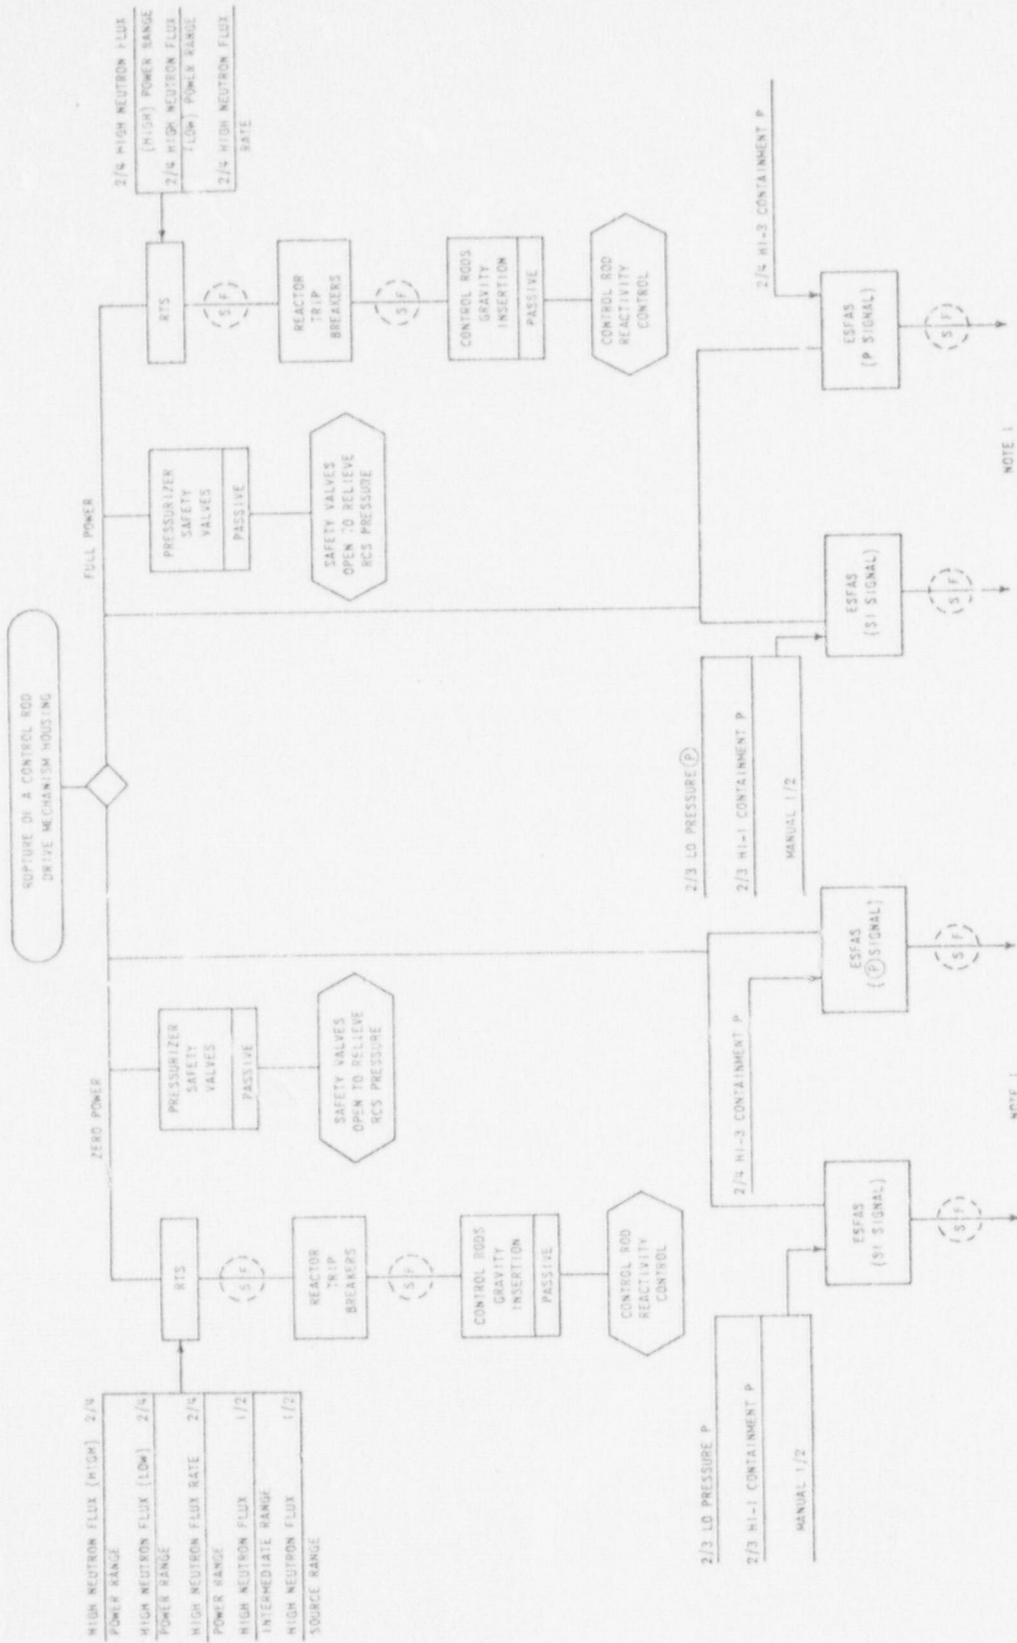 RUPTURE OF A CONTROL ROD
DRIVE MECHANISM HOUSING
ZERO POWER
FULL POWER
HIGH NEUTRON FLUX (HIGH) 2/4
POWER RANGE
HIGH NEUTRON FLUX (LOW) 2/4
POWER RANGE
HIGH NEUTRON FLUX RATE 2/4
POWER RANGE
HIGH NEUTRON FLUX 1/2
INTERMEDIATE RANGE
HIGH NEUTRON FLUX 1/2
SOURCE RANGE
RTS
S F
REACTOR
TRIP
BREAKERS
S F
CONTROL RODS
GRAVITY
INSERTION
PASSIVE
CONTROL ROD
REACTIVITY
CONTROL
PRESSURIZER
SAFETY
VALVES
PASSIVE
SAFETY VALVES
OPEN TO RELIEVE
RCS PRESSURE
PRESSURIZER
SAFETY
VALVES
PASSIVE
SAFETY VALVES
OPEN TO RELIEVE
RCS PRESSURE
2/4 HIGH NEUTRON FLUX
(HIGH) POWER RANGE
2/4 HIGH NEUTRON FLUX
(LOW) POWER RANGE
2/4 HIGH NEUTRON FLUX
RATE
RTS
S F
REACTOR
TRIP
BREAKERS
S F
CONTROL RODS
GRAVITY
INSERTION
PASSIVE
CONTROL ROD
REACTIVITY
CONTROL
2/3 LO PRESSURE P
2/3 HI-1 CONTAINMENT P
MANUAL 1/2
ESFAS
(SI SIGNAL)
S F
2/4 HI-3 CONTAINMENT P
ESFAS
(P SIGNAL)
S F
NOTE 1
2/3 LO PRESSURE P
2/3 HI-1 CONTAINMENT P
MANUAL 1/2
ESFAS
(SI SIGNAL)
S F
2/4 HI-3 CONTAINMENT P
ESFAS
(P SIGNAL)
S F
NOTE 1